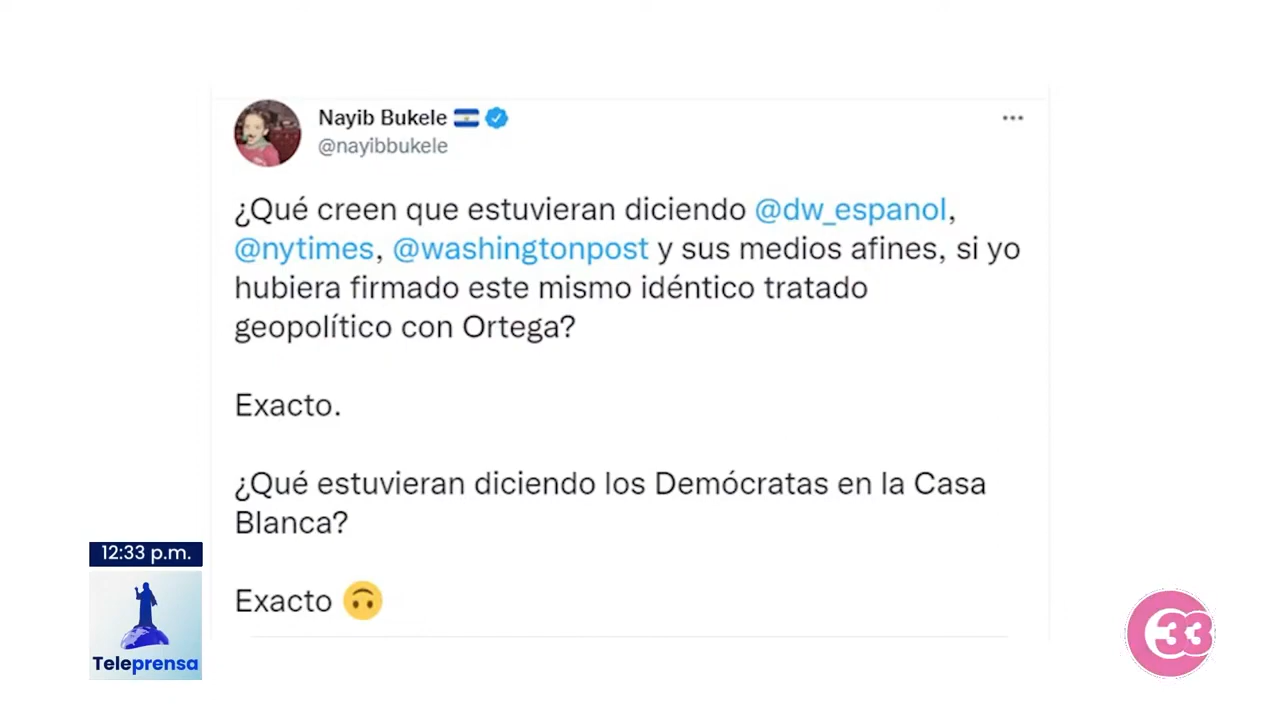 Nayib Bukele
@nayibbukele
¿Qué creen que estuvieran diciendo @dw_espanol,
@nytimes, @washingtonpost y sus medios afines, si yo
hubiera firmado este mismo idéntico tratado
geopolítico con Ortega?
Exacto.
¿Qué estuvieran diciendo los Demócratas en la Casa
Blanca?
Exacto 🙃
12:33 p.m.
Teleprensa
33